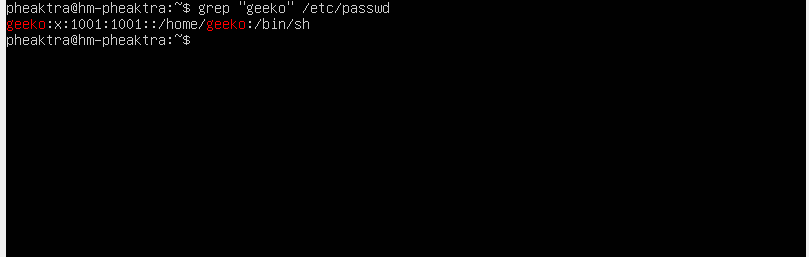 pheaktra@hm-pheaktra:~$ grep "geeko" /etc/passwd
geeko:x:1001:1001::/home/geeko:/bin/sh
pheaktra@hm-pheaktra:~$